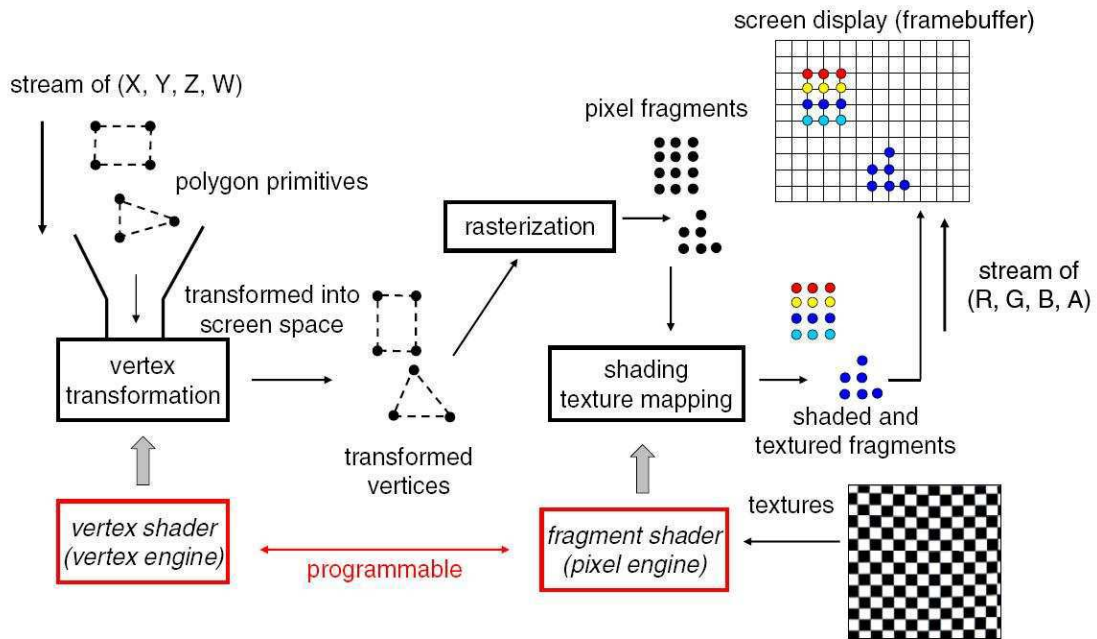 screen display (framebuffer)
stream of (X, Y, Z, W)
polygon primitives
pixel fragments
rasterization
transformed into
screen space
stream of
(R, G, B, A)
vertex
transformation
shading
texture mapping
shaded and
textured fragments
transformed
vertices
vertex shader
(vertex engine)
programmable
fragment shader
(pixel engine)
textures